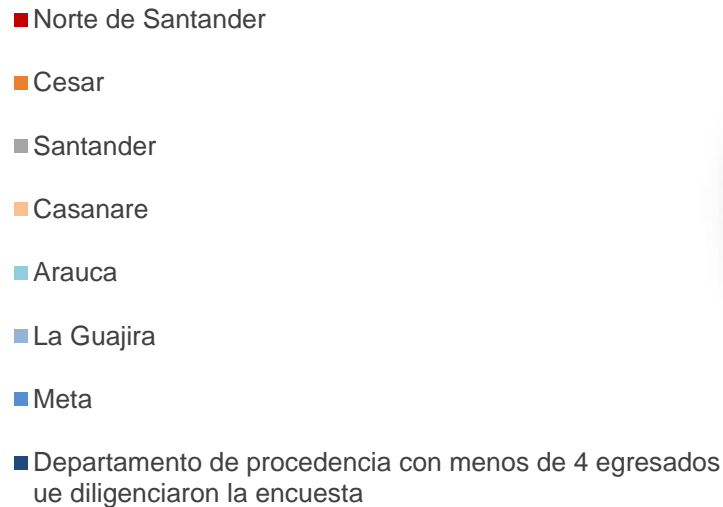 Norte de Santander
Cesar
Santander
Casanare
Arauca
La Guajira
Meta
Departamento de procedencia con menos de 4 egresados
ue diligenciaron la encuesta